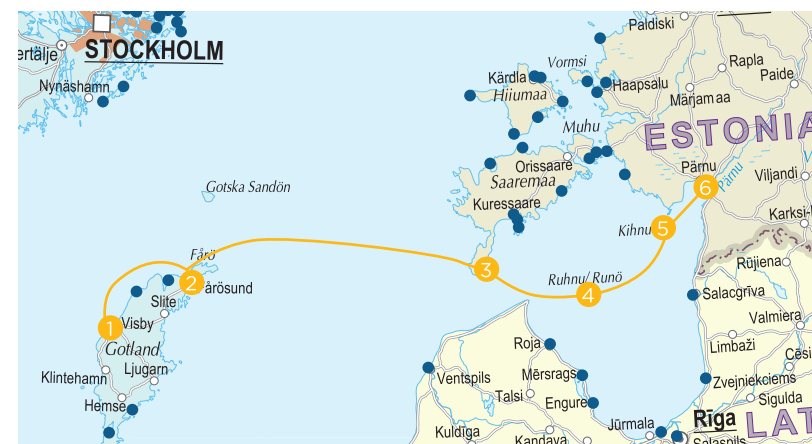 Paldiski
STOCKHOLM
ertälje
Vormsi
Rapla
Kärdla
Paide
Nynäshamn
Haapsalu
Hiiumaa
Märjamaa
Muhu
ESTONIA
Orissaare
Pärnu
Viljandi
Pärnu
Saaremaa
6
Gotska Sandön
Kuressaare
Karksi-
Kihnu
5
Fårö
Rūjiena
3
Ruhnu/ Runö
2
Fårösund
4
Salacgrīva
Slite
Valmiera
1
Visby
Limbaži
Roja
Gotland
Cēsi
Ljugarn
Klintehamn
Ventspils
Mērsrags
Zvejniekciems
Talsi
Sigulda
Hemse
Engure
Rīga
LAT
Jūrmala
Kuldīga
Kandava
Salaspils